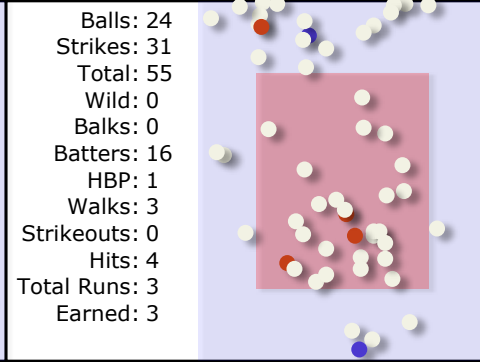 Balls: 24
Strikes: 31
Total: 55
Wild: 0
Balks: 0
Batters: 16
HBP: 1
Walks: 3
Strikeouts: 0
Hits: 4
Total Runs: 3
Earned: 3